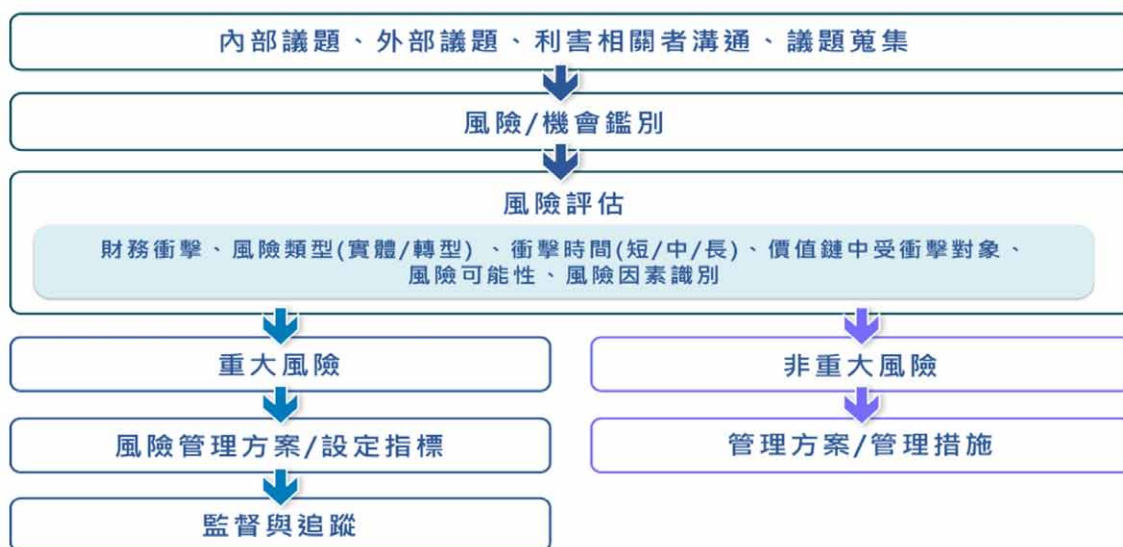 內部議題、外部議題、利害相關者溝通、議題蒐集
風險/機會鑑別
風險評估
財務衝擊、風險類型(實體/轉型)、衝擊時間(短/中/長)、價值鏈中受衝擊對象、
風險可能性、風險因素識別
重大風險
非重大風險
風險管理方案/設定指標
管理方案/管理措施
監督與追蹤